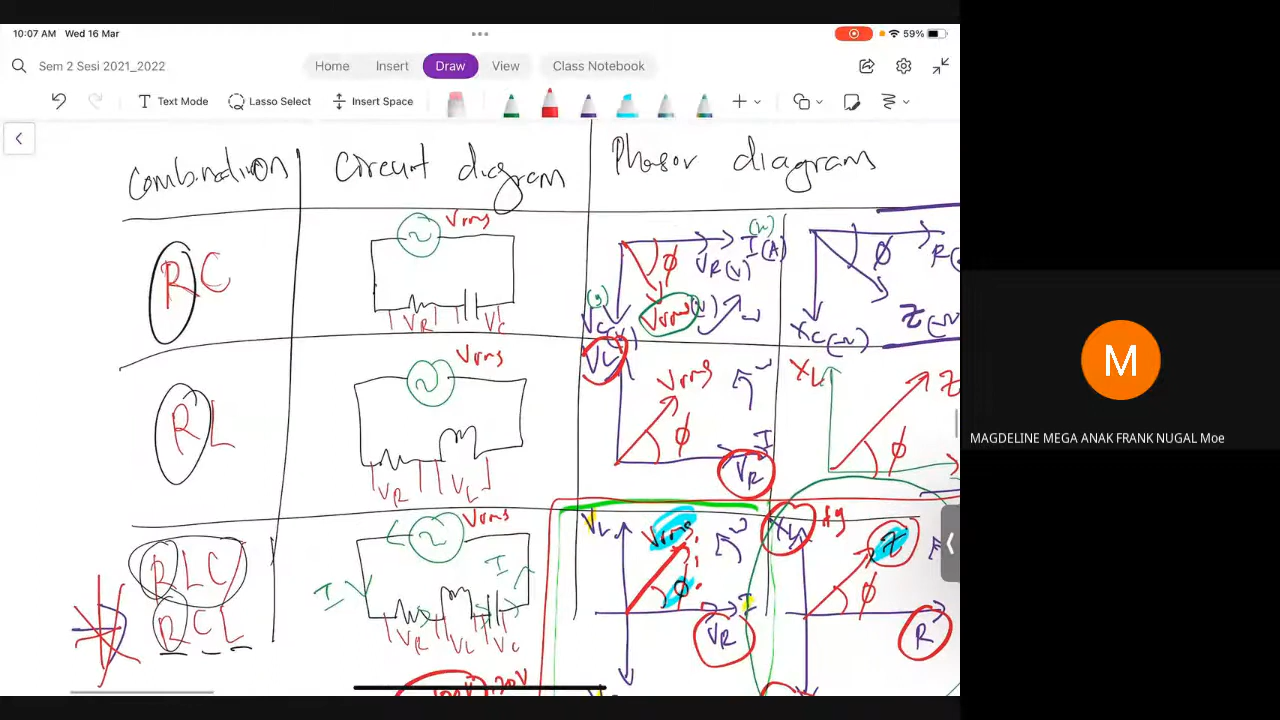 10:07 AM Wed 16 Mar
59%
Sem 2 Sesi 2021_2022
Home Insert Draw View Class Notebook
Text Mode Lasso Select Insert Space
Combination Circuit diagram Phasor diagram
RC
Vrms
VR VC
I (A)
ϕ
VR (V)
Vrms (V)
ω
VC (V)
ϕ
R
XC (Ω)
Z (Ω
RL
Vrms
VR VL
VL
Vrms
ω
ϕ
I
VR
XL
Z
ϕ
RLC
RCL
Vrms
I
I
VR VL VC
VL
Vrms
ω
ϕ
I
VR
XL
Z
ϕ
R
M
MAGDELINE MEGA ANAK FRANK NUGAL Moe